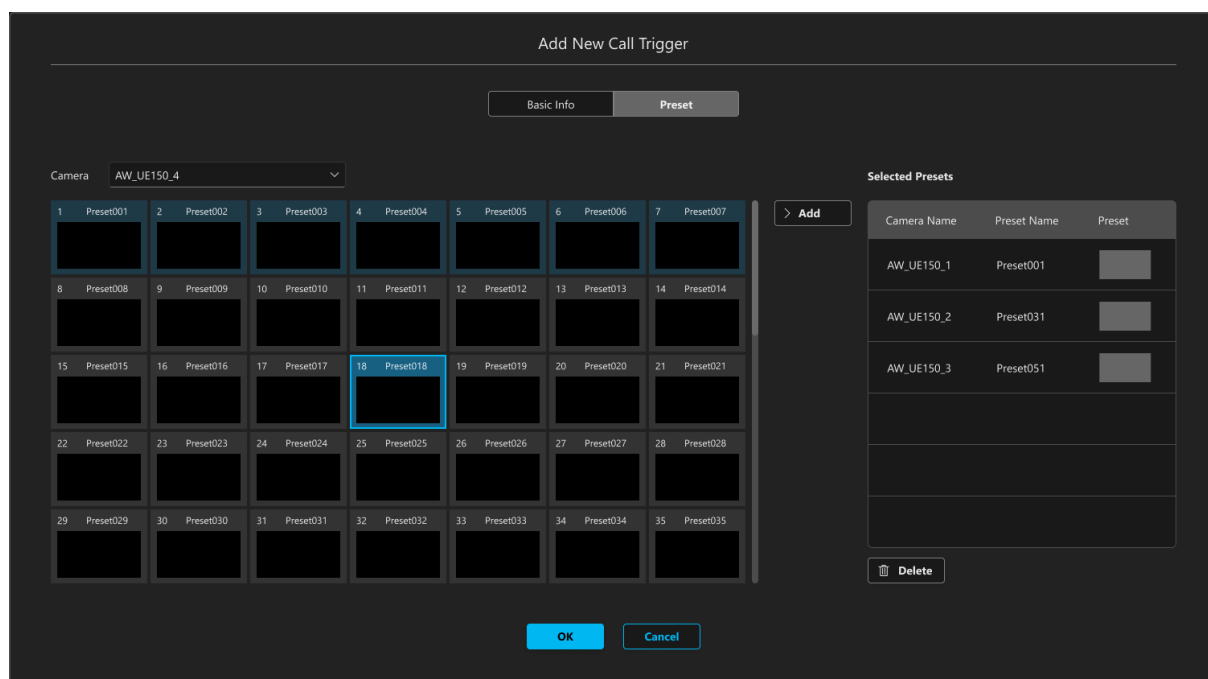 Add New Call Trigger
Basic Info Preset
Camera AW_UE150_4
Selected Presets
1 Preset001 2 Preset002 3 Preset003 4 Preset004 5 Preset005 6 Preset006 7 Preset007
> Add
Camera Name Preset Name Preset
AW_UE150_1 Preset001
8 Preset008 9 Preset009 10 Preset010 11 Preset011 12 Preset012 13 Preset013 14 Preset014
AW_UE150_2 Preset031
15 Preset015 16 Preset016 17 Preset017 18 Preset018 19 Preset019 20 Preset020 21 Preset021
AW_UE150_3 Preset051
22 Preset022 23 Preset023 24 Preset024 25 Preset025 26 Preset026 27 Preset027 28 Preset028
29 Preset029 30 Preset030 31 Preset031 32 Preset032 33 Preset033 34 Preset034 35 Preset035
Delete
OK Cancel